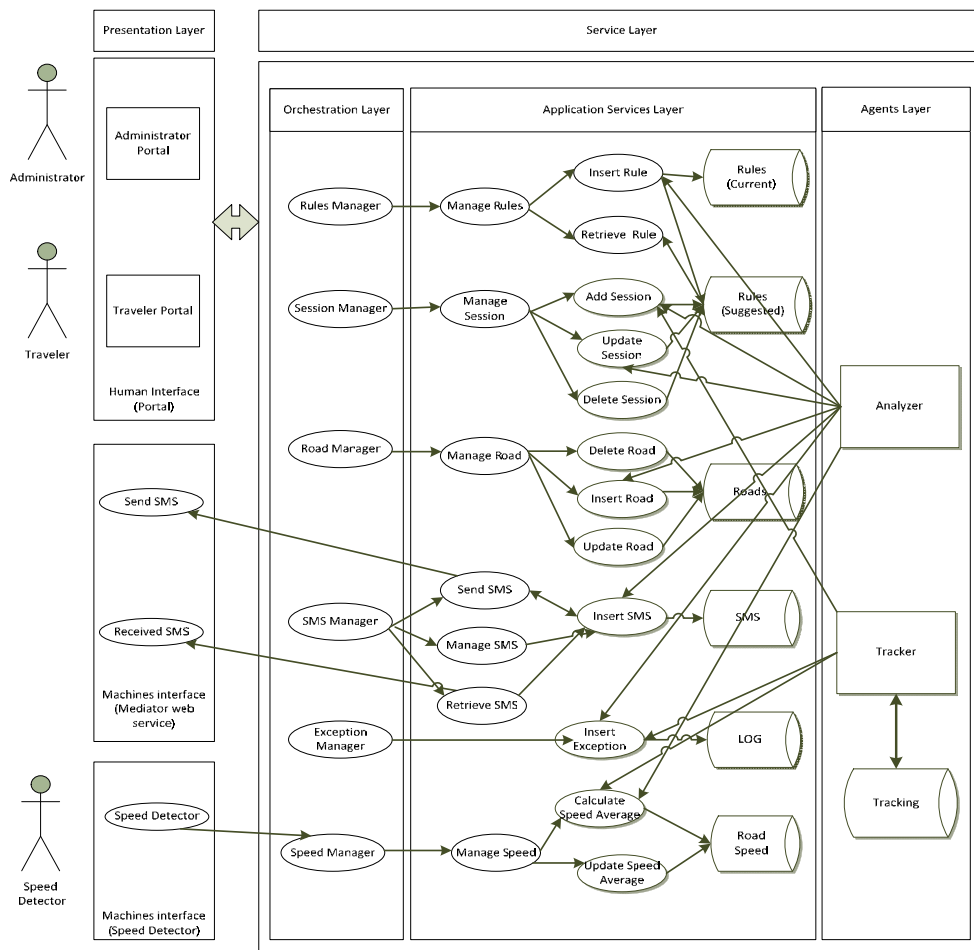 Presentation Layer
Service Layer
Administrator
Traveler
Speed
Detector
Administrator
Portal
Traveler Portal
Human Interface
(Portal)
Send SMS
Received SMS
Machines interface
(Mediator web
service)
Speed Detector
Machines interface
(Speed Detector)
Orchestration Layer
Rules Manager
Session Manager
Road Manager
SMS Manager
Exception
Manager
Speed Manager
Application Services Layer
Manage Rules
Insert Rule
Retrieve Rule
Rules
(Current)
Manage
Session
Add Session
Update
Session
Delete Session
Rules
(Suggested)
Manage Road
Delete Road
Insert Road
Update Road
Roads
Send SMS
Manage SMS
Retrieve SMS
Insert SMS
SMS
Insert
Exception
LOG
Manage Speed
Calculate
Speed Average
Update Speed
Average
Road
Speed
Agents Layer
Analyzer
Tracker
Tracking